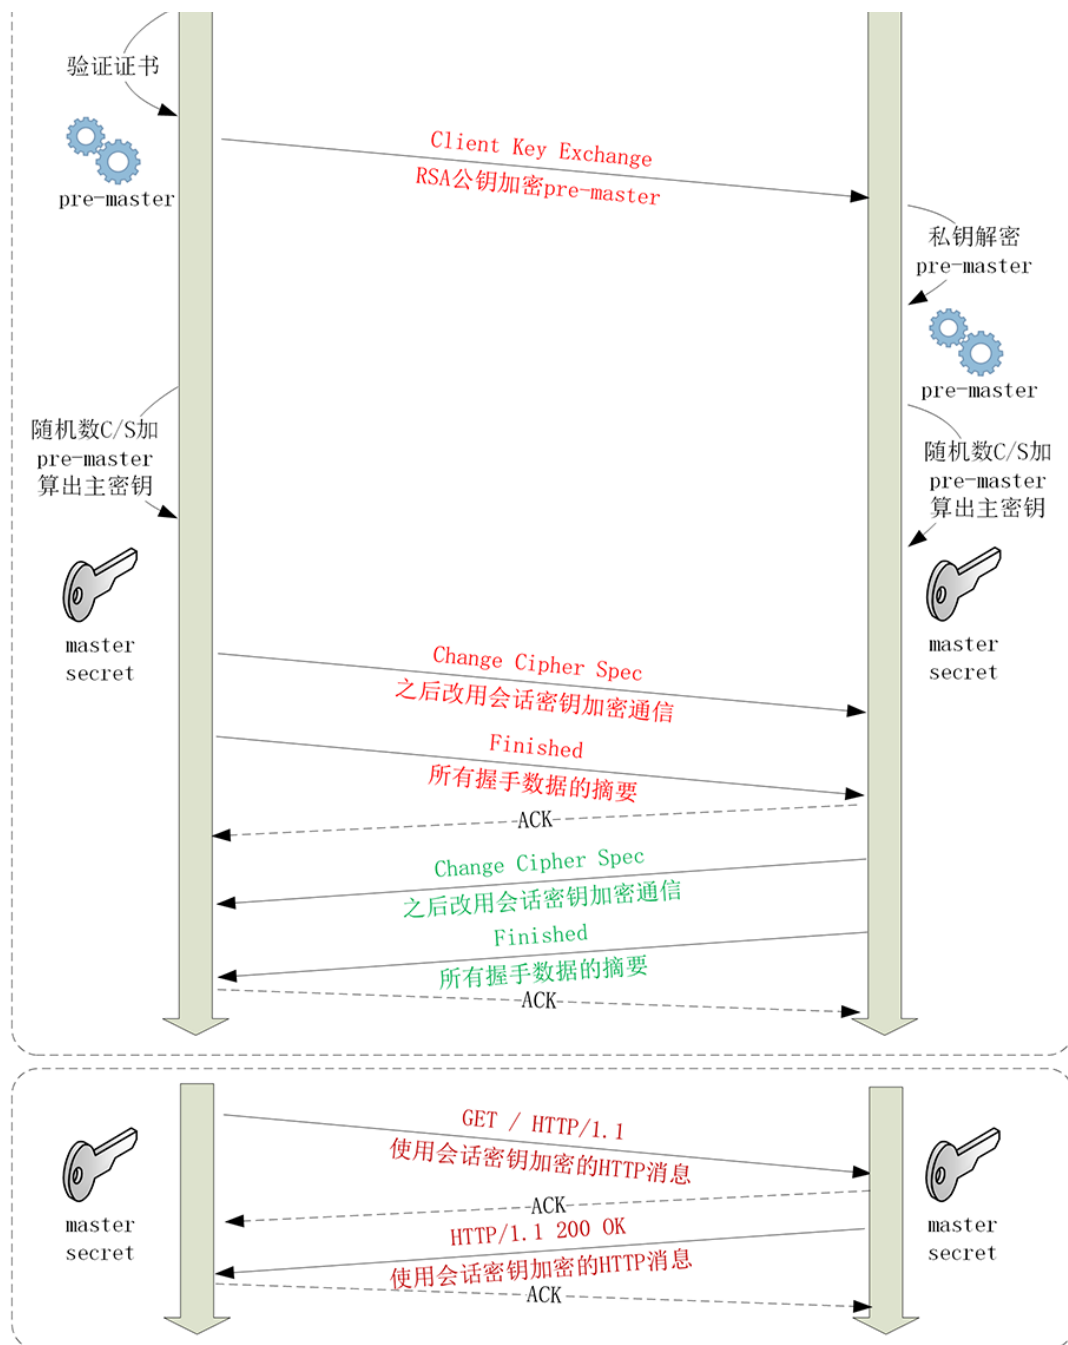 验证证书
pre-master
Client Key Exchange
RSA公钥加密pre-master
私钥解密
pre-master
pre-master
随机数C/S加
pre-master
算出主密钥
随机数C/S加
pre-master
算出主密钥
master
secret
master
secret
Change Cipher Spec
之后改用会话密钥加密通信
Finished
所有握手数据的摘要
ACK
Change Cipher Spec
之后改用会话密钥加密通信
Finished
所有握手数据的摘要
ACK
GET / HTTP/1.1
使用会话密钥加密的HTTP消息
ACK
master
secret
master
secret
HTTP/1.1 200 OK
使用会话密钥加密的HTTP消息
ACK